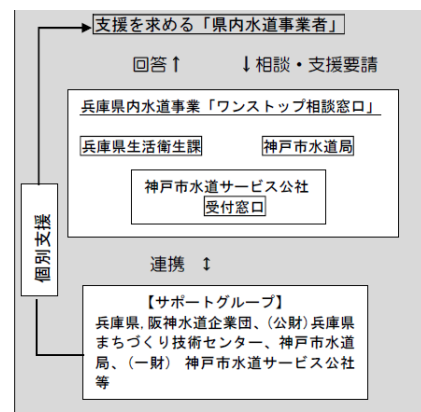 支援を求める「県内水道事業者」
回答↑ ↓相談・支援要請
兵庫県内水道事業「ワンストップ相談窓口」
兵庫県生活衛生課 神戸市水道局
神戸市水道サービス公社
受付窓口
個別支援
連携 ↕
【サポートグループ】
兵庫県,阪神水道企業団、(公財)兵庫県
まちづくり技術センター、神戸市水道
局、(一財) 神戸市水道サービス公社
等